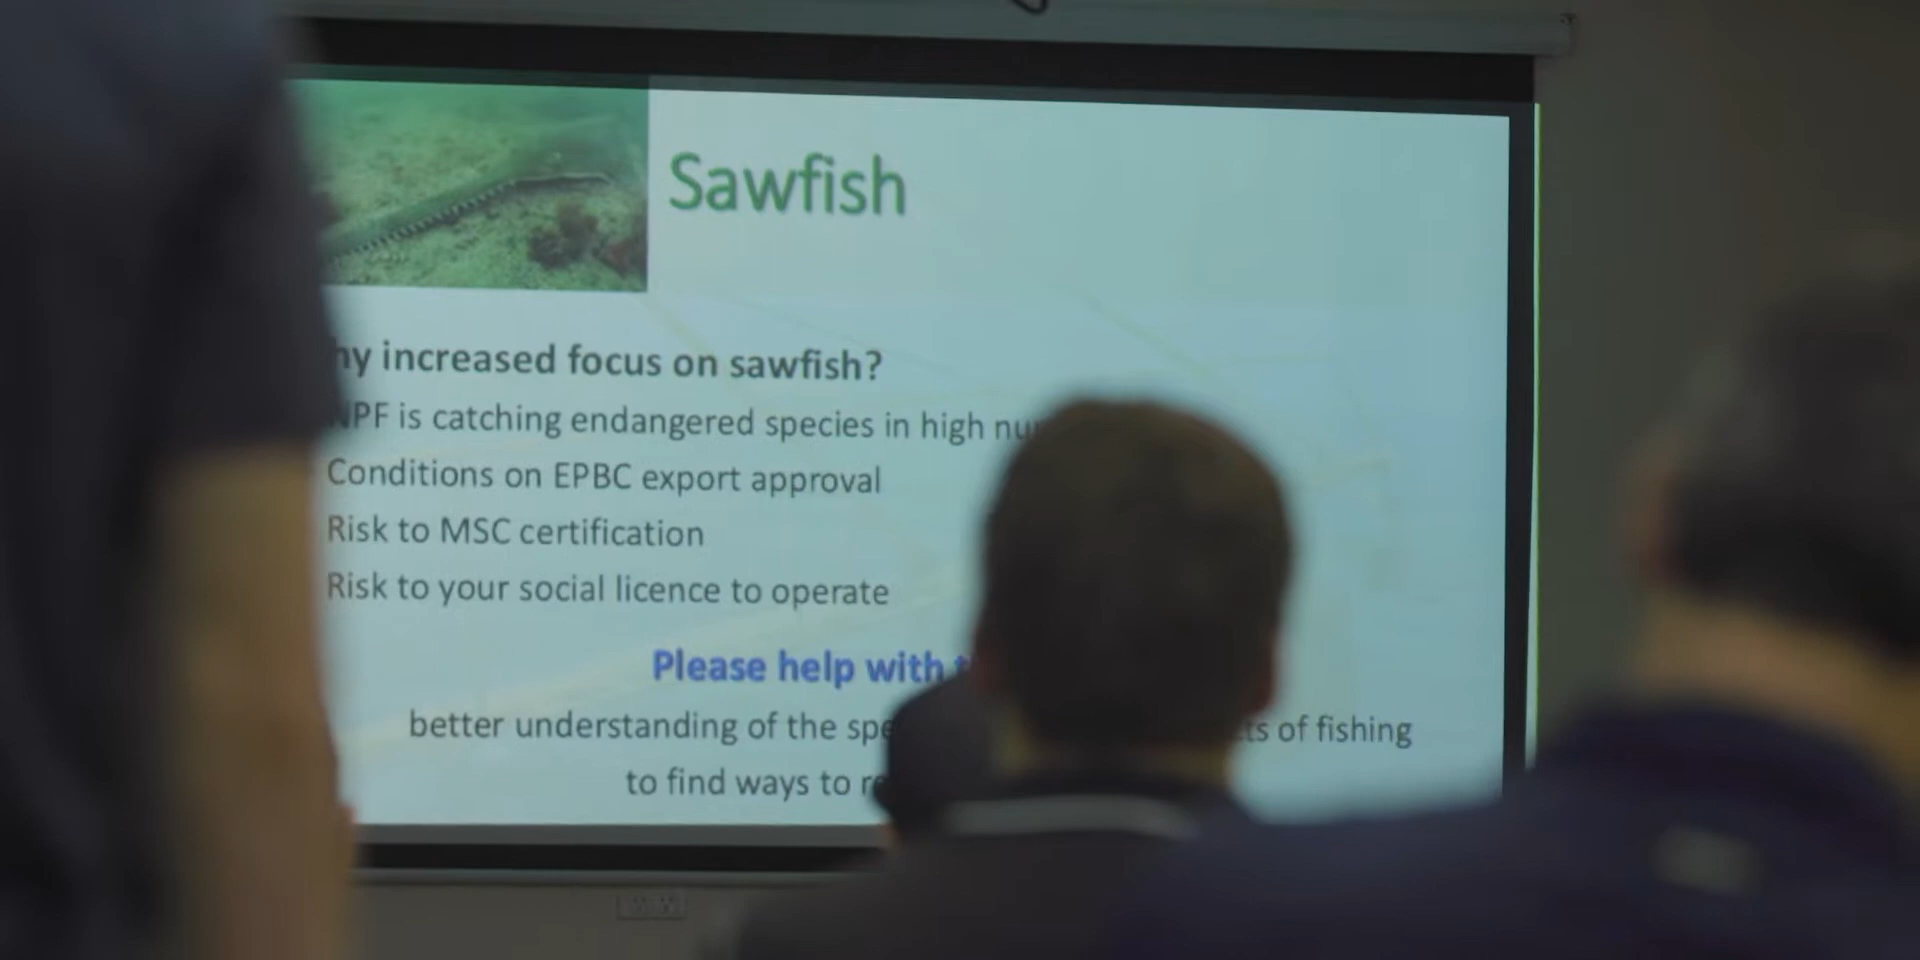 Sawfish
hy increased focus on sawfish?
NPF is catching endangered species in high nu
Conditions on EPBC export approval
Risk to MSC certification
Risk to your social licence to operate
Please help with
better understanding of the spe ts of fishing
to find ways to r